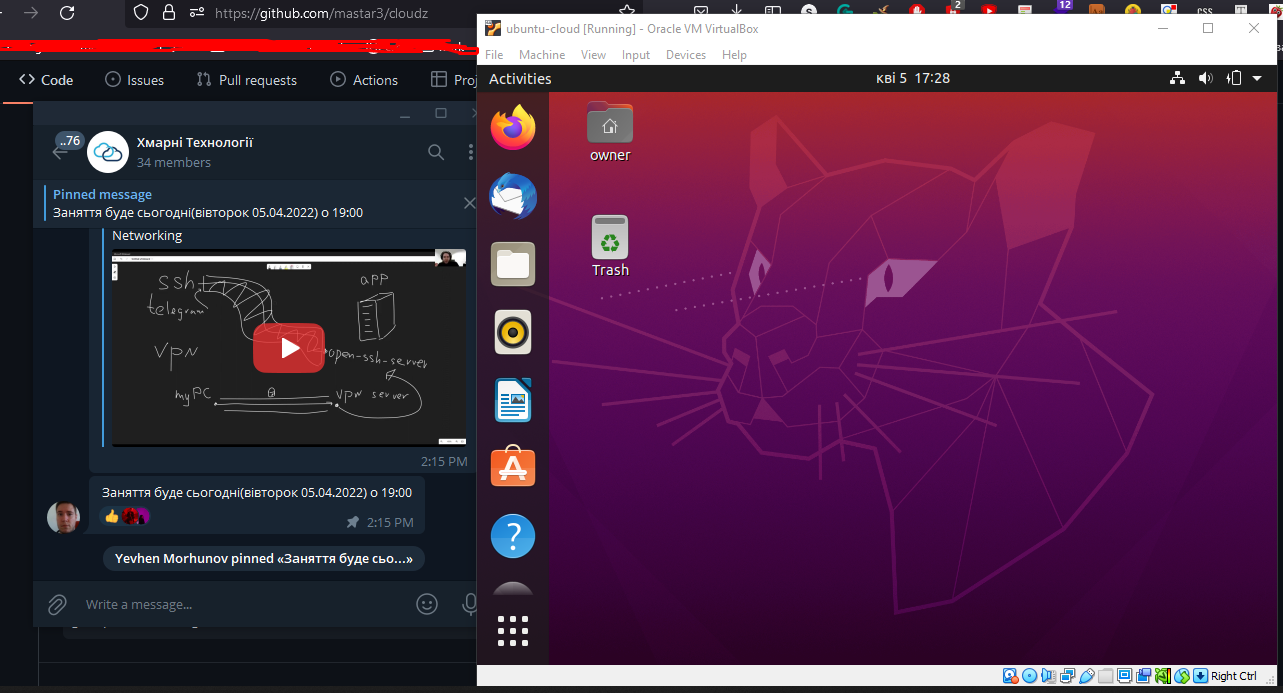 https://github.com/mastar3/cloudz
Code
Issues
Pull requests
Actions
Proj
..76
Хмарні Технології
34 members
Pinned message
Заняття буде сьогодні(вівторок 05.04.2022) о 19:00
Networking
ssh
telegram
app
VPN
open-ssh-server
myPC
vpn server
2:15 PM
Заняття буде сьогодні(вівторок 05.04.2022) о 19:00
2:15 PM
Yevhen Morhunov pinned «Заняття буде сьо...»
Write a message...
2
12
css
ubuntu-cloud [Running] - Oracle VM VirtualBox
File Machine View Input Devices Help
Activities
кві 5 17:28
owner
Trash
Right Ctrl